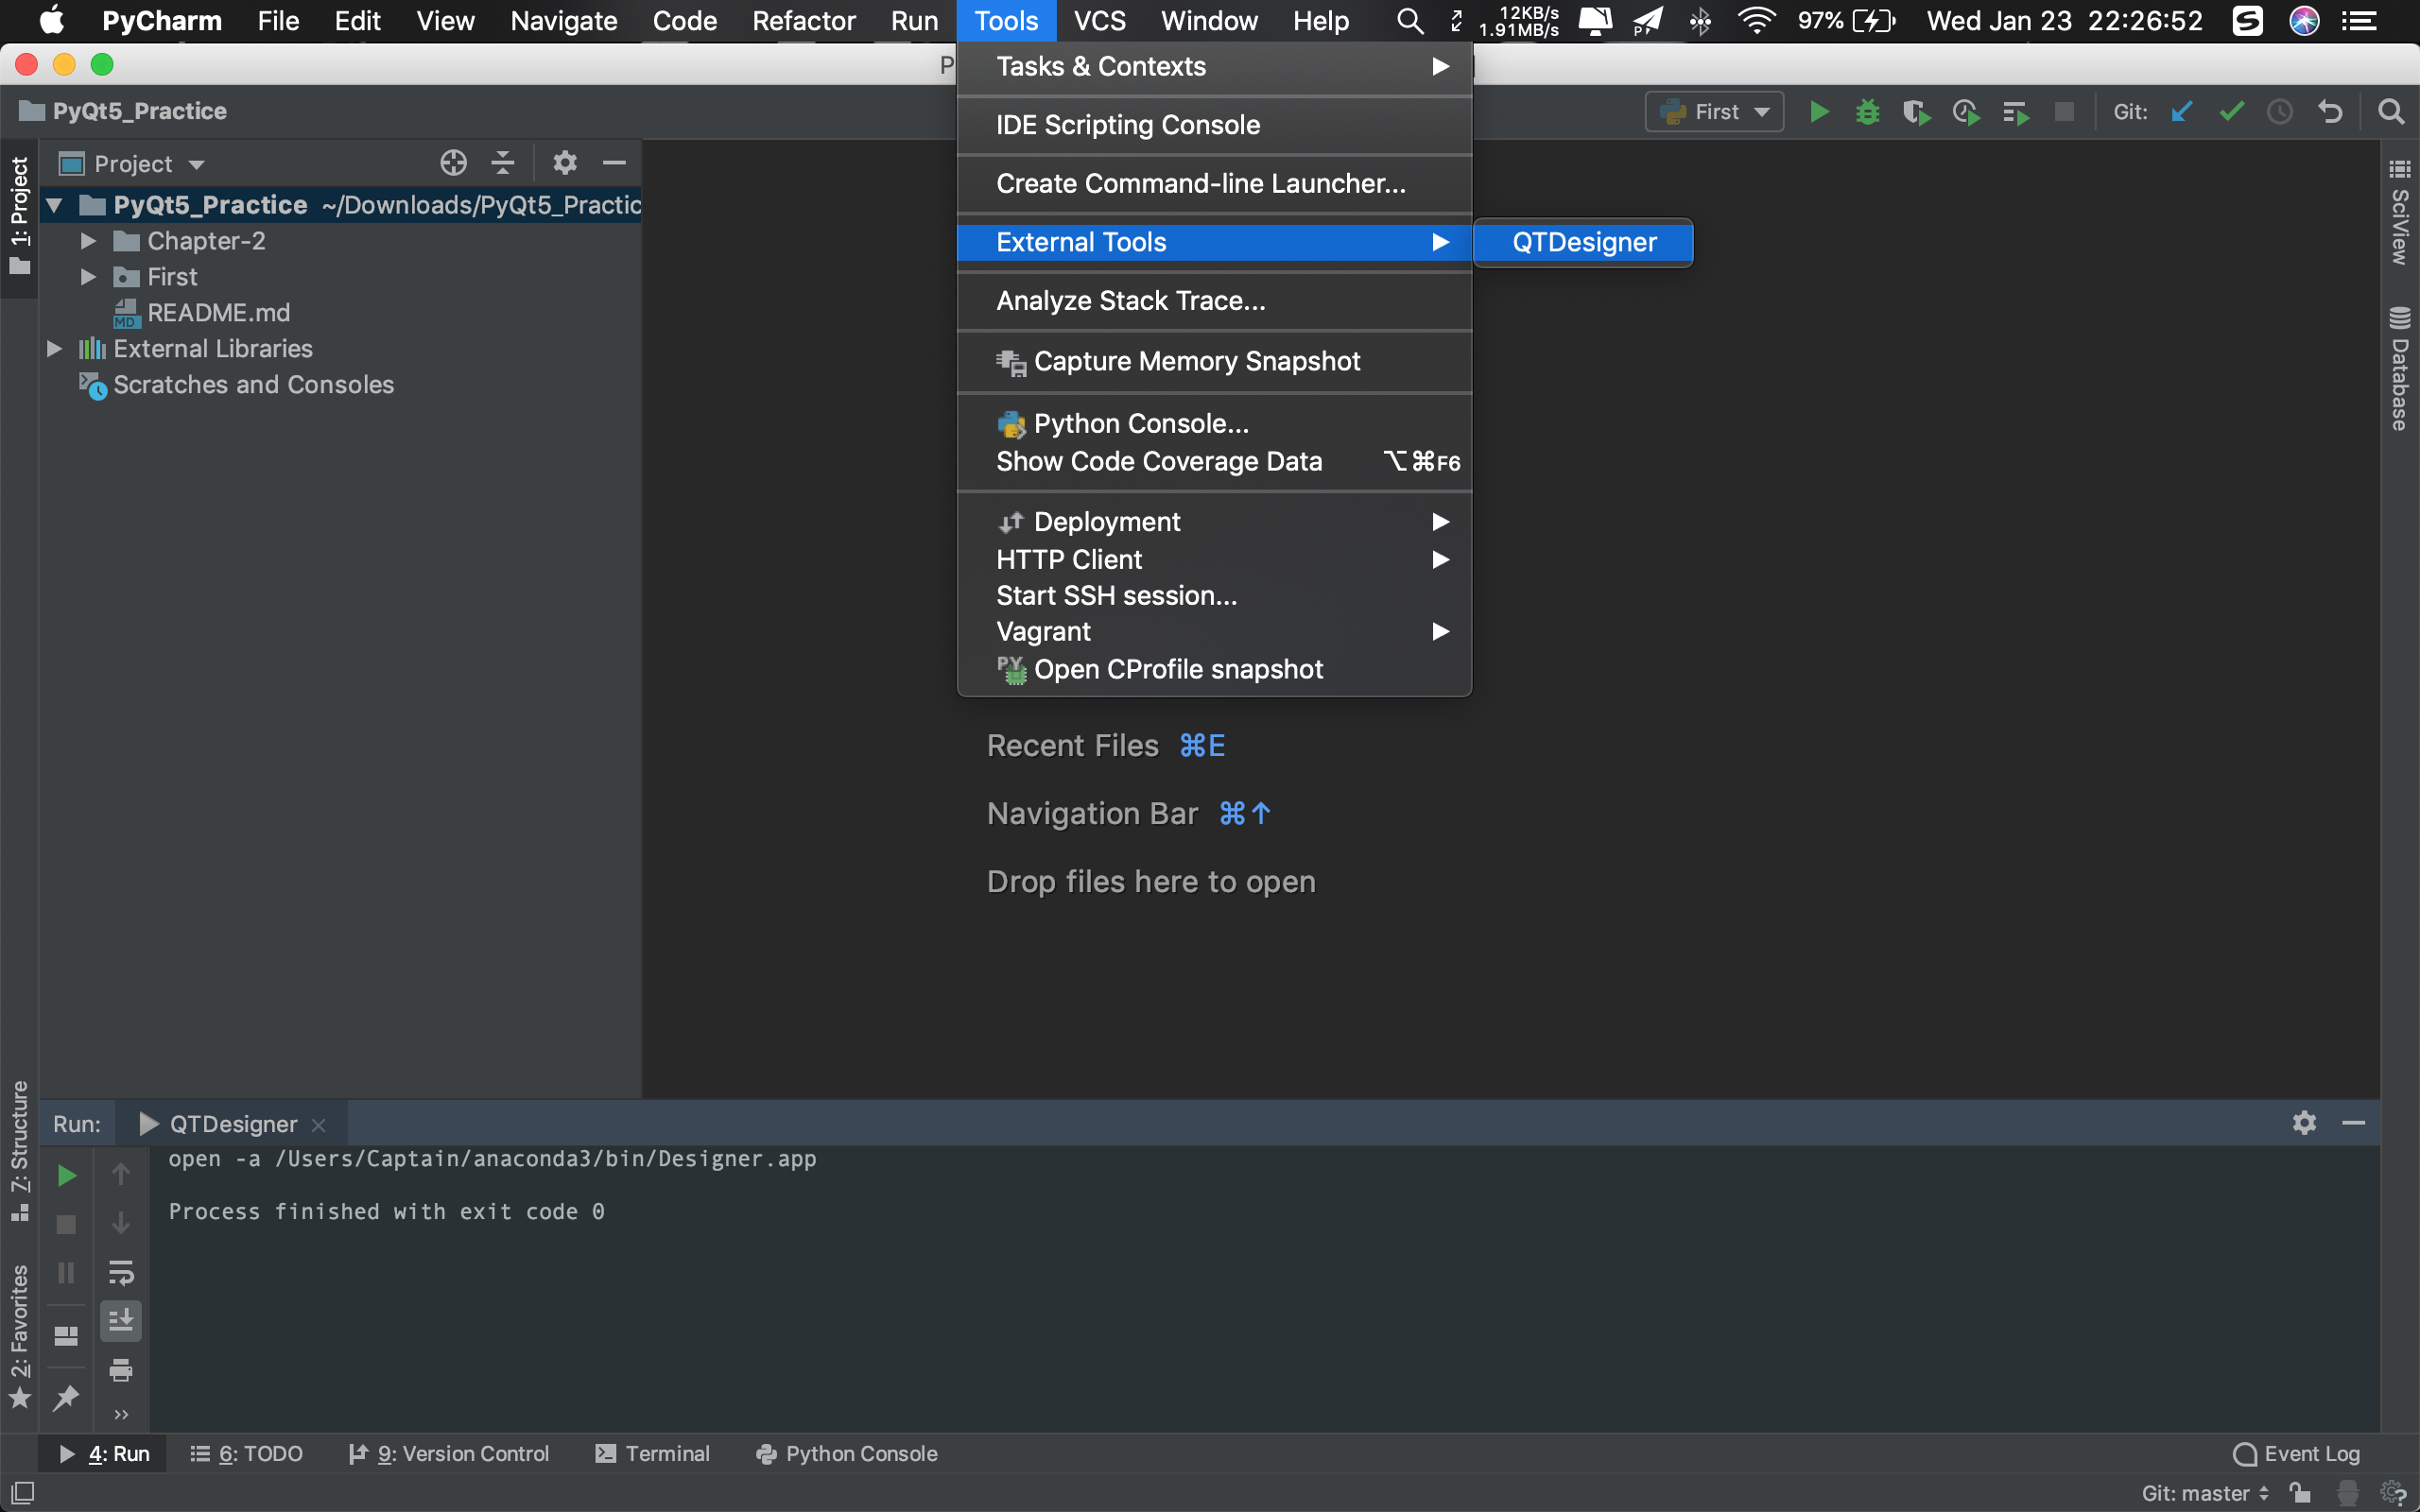 PyCharm File Edit View Navigate Code Refactor Run Tools VCS Window Help 12KB/s 1.91MB/s 97% Wed Jan 23 22:26:52
PyQt5_Practice
First Git:
1: Project
Project
PyQt5_Practice ~/Downloads/PyQt5_Practic
Chapter-2
First
README.md
External Libraries
Scratches and Consoles
Tasks & Contexts
IDE Scripting Console
Create Command-line Launcher...
External Tools
QTDesigner
Analyze Stack Trace...
Capture Memory Snapshot
Python Console...
Show Code Coverage Data ⌥⌘F6
Deployment
HTTP Client
Start SSH session...
Vagrant
Open CProfile snapshot
Recent Files ⌘E
Navigation Bar ⌘↑
Drop files here to open
SciView
Database
7: Structure
2: Favorites
Run: QTDesigner
open -a /Users/Captain/anaconda3/bin/Designer.app
Process finished with exit code 0
4: Run 6: TODO 9: Version Control Terminal Python Console Event Log
Git: master